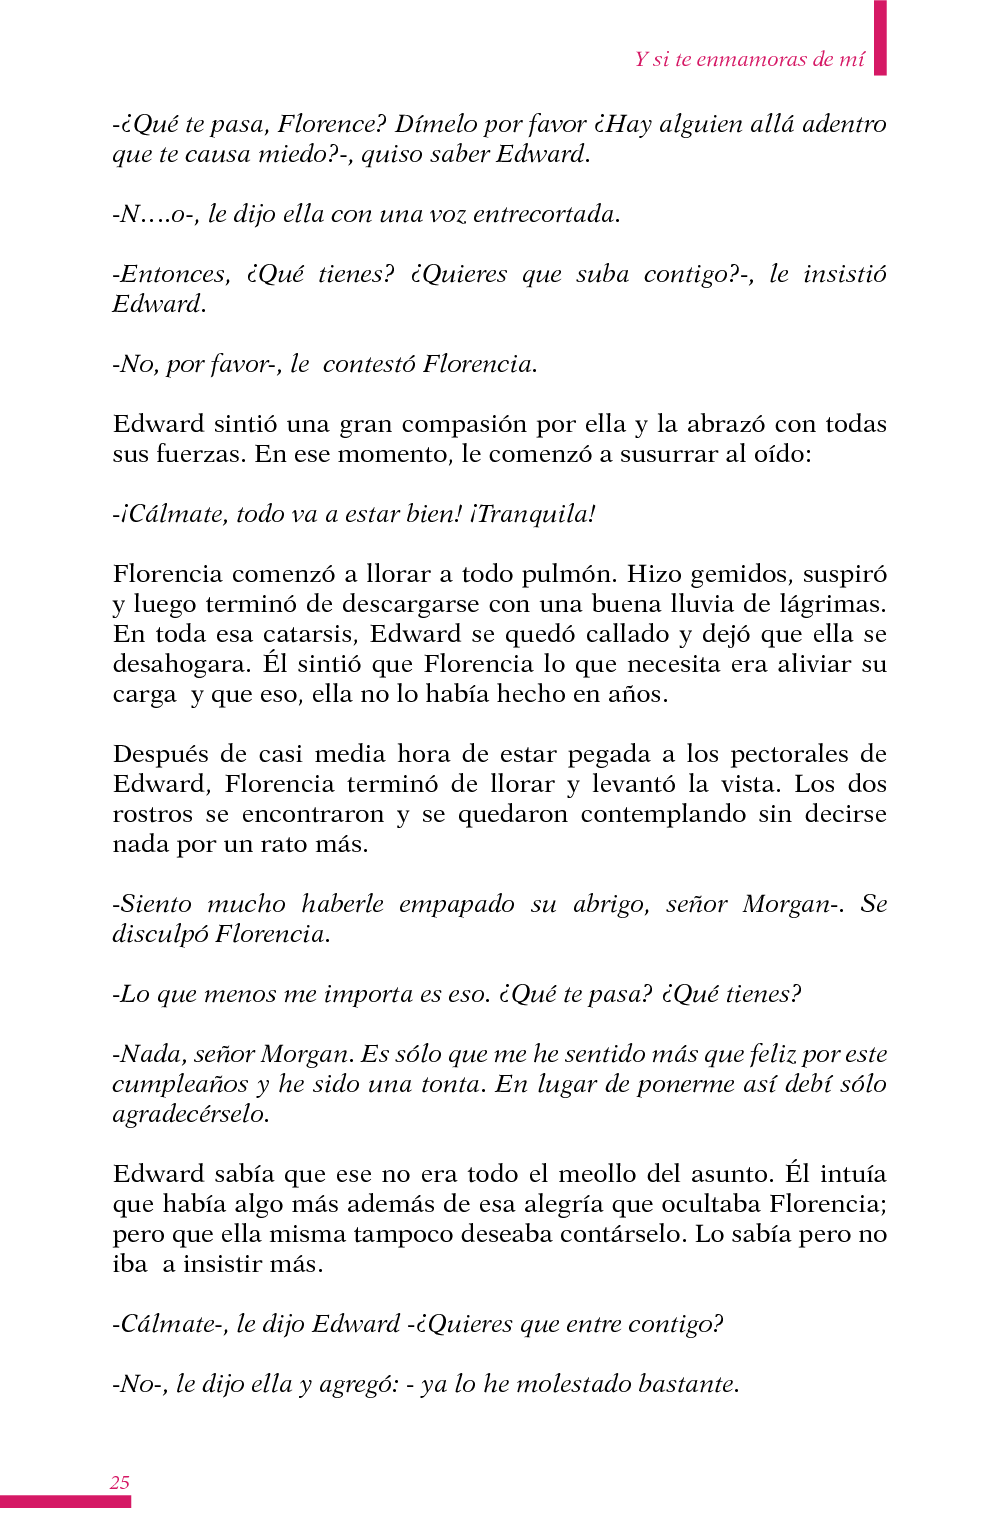 Y si te enmamoras de mí
-¿Qué te pasa, Florence? Dímelo por favor ¿Hay alguien allá adentro
que te causa miedo?-, quiso saber Edward.
-N….o-, le dijo ella con una voz entrecortada.
-Entonces, ¿Qué tienes? ¿Quieres que suba contigo?-, le insistió
Edward.
-No, por favor-, le  contestó Florencia.
Edward sintió una gran compasión por ella y la abrazó con todas
sus fuerzas. En ese momento, le comenzó a susurrar al oído:
-¡Cálmate, todo va a estar bien! ¡Tranquila!
Florencia comenzó a llorar a todo pulmón. Hizo gemidos, suspiró
y luego terminó de descargarse con una buena lluvia de lágrimas.
En toda esa catarsis, Edward se quedó callado y dejó que ella se
desahogara. Él sintió que Florencia lo que necesita era aliviar su
carga  y que eso, ella no lo había hecho en años.
Después de casi media hora de estar pegada a los pectorales de
Edward, Florencia terminó de llorar y levantó la vista. Los dos
rostros se encontraron y se quedaron contemplando sin decirse
nada por un rato más.
-Siento mucho haberle empapado su abrigo, señor Morgan-. Se
disculpó Florencia.
-Lo que menos me importa es eso. ¿Qué te pasa? ¿Qué tienes?
-Nada, señor Morgan. Es sólo que me he sentido más que feliz por este
cumpleaños y he sido una tonta. En lugar de ponerme así debí sólo
agradecérselo.
Edward sabía que ese no era todo el meollo del asunto. Él intuía
que había algo más además de esa alegría que ocultaba Florencia;
pero que ella misma tampoco deseaba contárselo. Lo sabía pero no
iba  a insistir más.
-Cálmate-, le dijo Edward -¿Quieres que entre contigo?
-No-, le dijo ella y agregó: - ya lo he molestado bastante.
25